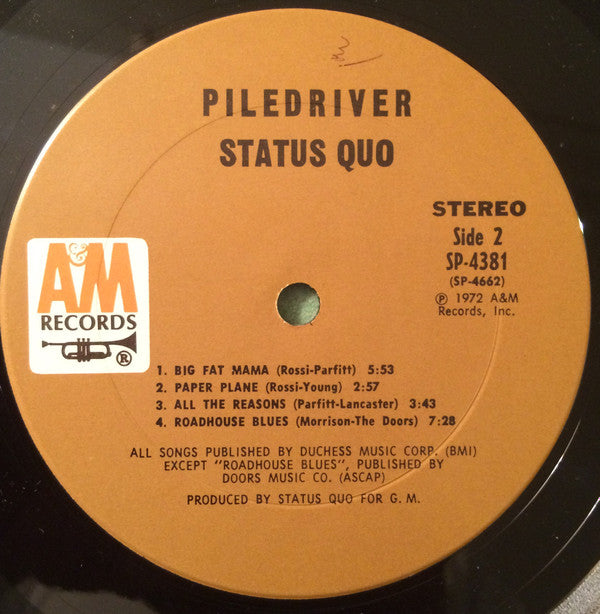 PILEDRIVER
STATUS QUO
STEREO
Side 2
SP-4381
(SP-4662)
℗ 1972 A&M
Records, Inc.
A&M
RECORDS
®
1. BIG FAT MAMA (Rossi-Parfitt) 5:53
2. PAPER PLANE (Rossi-Young) 2:57
3. ALL THE REASONS (Parfitt-Lancaster) 3:43
4. ROADHOUSE BLUES (Morrison-The Doors) 7:28
ALL SONGS PUBLISHED BY DUCHESS MUSIC CORP. (BMI)
EXCEPT "ROADHOUSE BLUES", PUBLISHED BY
DOORS MUSIC CO. (ASCAP)
PRODUCED BY STATUS QUO FOR G. M.